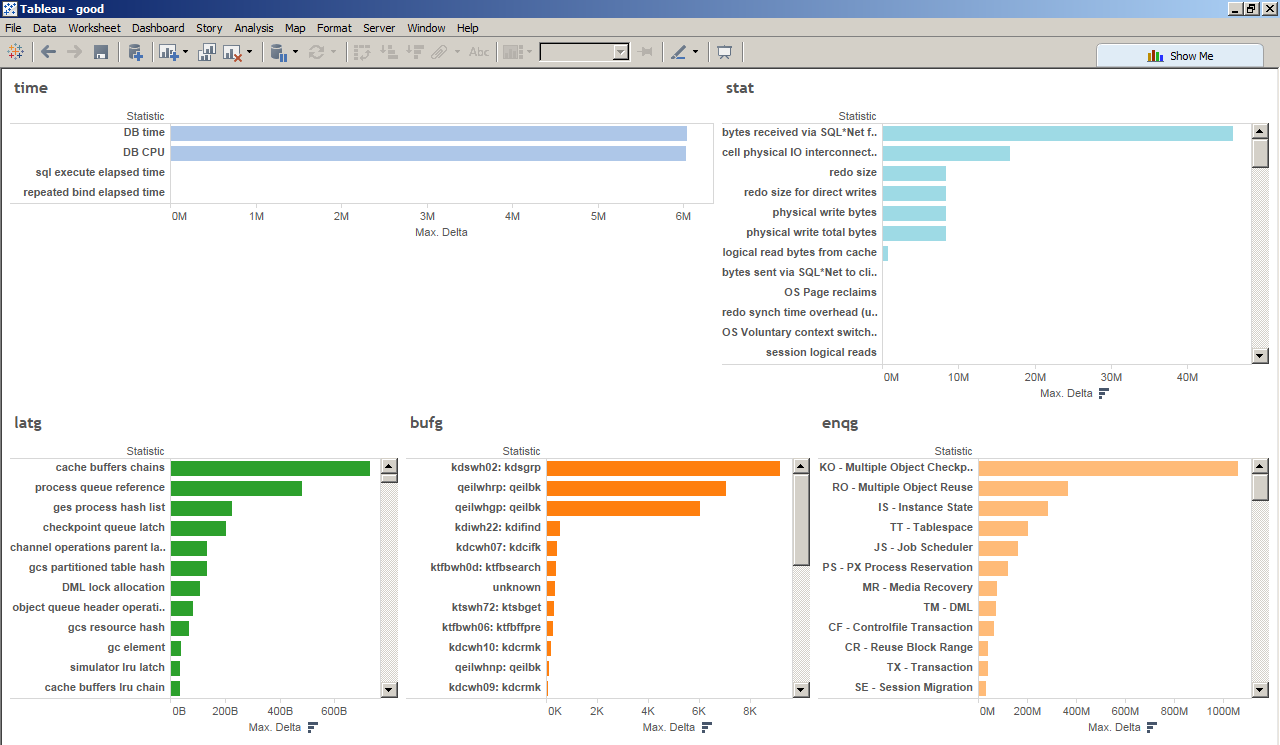 Tableau - good
File Data Worksheet Dashboard Story Analysis Map Format Server Window Help
Abc
Show Me
time
Statistic
DB time
DB CPU
sql execute elapsed time
repeated bind elapsed time
0M 1M 2M 3M 4M 5M 6M
Max. Delta
stat
Statistic
bytes received via SQL*Net f..
cell physical IO interconnect..
redo size
redo size for direct writes
physical write bytes
physical write total bytes
logical read bytes from cache
bytes sent via SQL*Net to cli..
OS Page reclaims
redo synch time overhead (u..
OS Voluntary context switch..
session logical reads
0M 10M 20M 30M 40M
Max. Delta
latg
Statistic
cache buffers chains
process queue reference
ges process hash list
checkpoint queue latch
channel operations parent la..
gcs partitioned table hash
DML lock allocation
object queue header operati..
gcs resource hash
gc element
simulator lru latch
cache buffers lru chain
0B 200B 400B 600B
Max. Delta
bufg
Statistic
kdswh02: kdsgrp
qeilwhrp: qeilbk
qeilwhgp: qeilbk
kdiwh22: kdifind
kdcwh07: kdcifk
ktfbwh0d: ktfbsearch
unknown
ktswh72: ktsbget
ktfbwh06: ktfbffpre
kdcwh10: kdcrmk
qeilwhnp: qeilbk
kdcwh09: kdcrmk
0K 2K 4K 6K 8K
Max. Delta
enqg
Statistic
KO - Multiple Object Checkp..
RO - Multiple Object Reuse
IS - Instance State
TT - Tablespace
JS - Job Scheduler
PS - PX Process Reservation
MR - Media Recovery
TM - DML
CF - Controlfile Transaction
CR - Reuse Block Range
TX - Transaction
SE - Session Migration
0M 200M 400M 600M 800M 1000M
Max. Delta